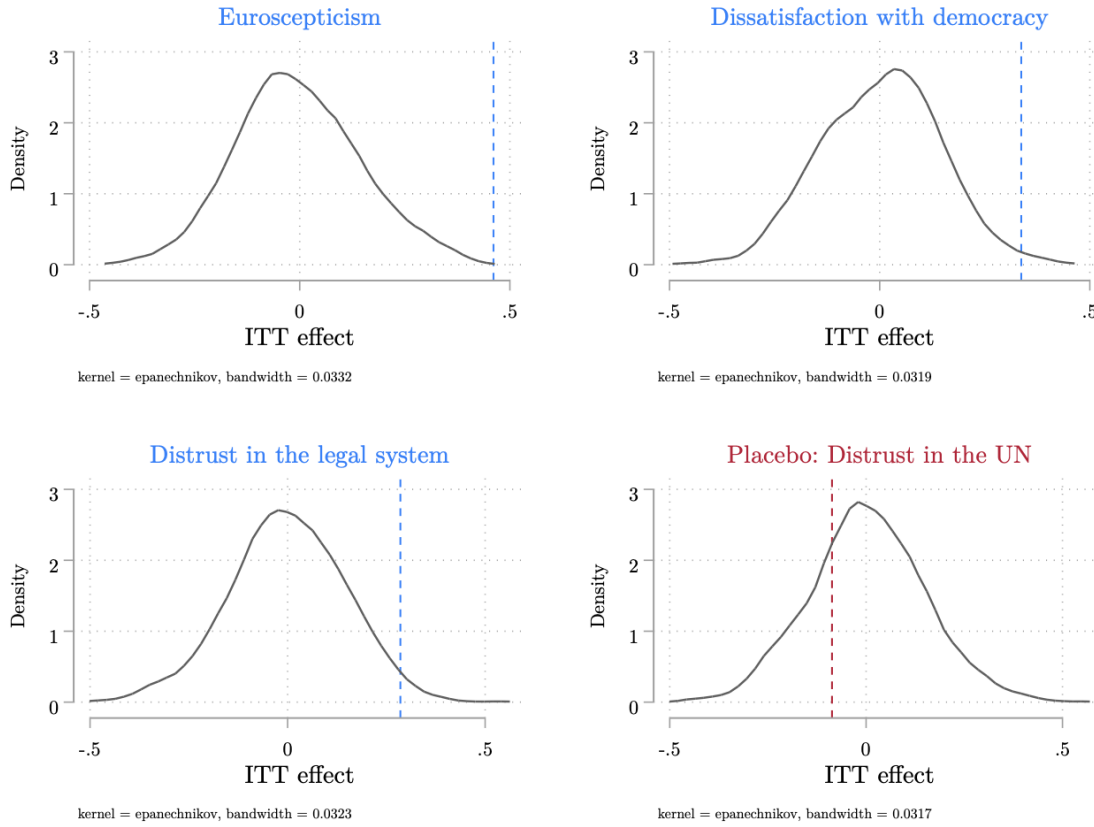 Euroscepticism
Density
3
2
1
0
-.5 0 .5
ITT effect
kernel = epanechnikov, bandwidth = 0.0332
Dissatisfaction with democracy
Density
3
2
1
0
-.5 0 .5
ITT effect
kernel = epanechnikov, bandwidth = 0.0319
Distrust in the legal system
Density
3
2
1
0
-.5 0 .5
ITT effect
kernel = epanechnikov, bandwidth = 0.0323
Placebo: Distrust in the UN
Density
3
2
1
0
-.5 0 .5
ITT effect
kernel = epanechnikov, bandwidth = 0.0317